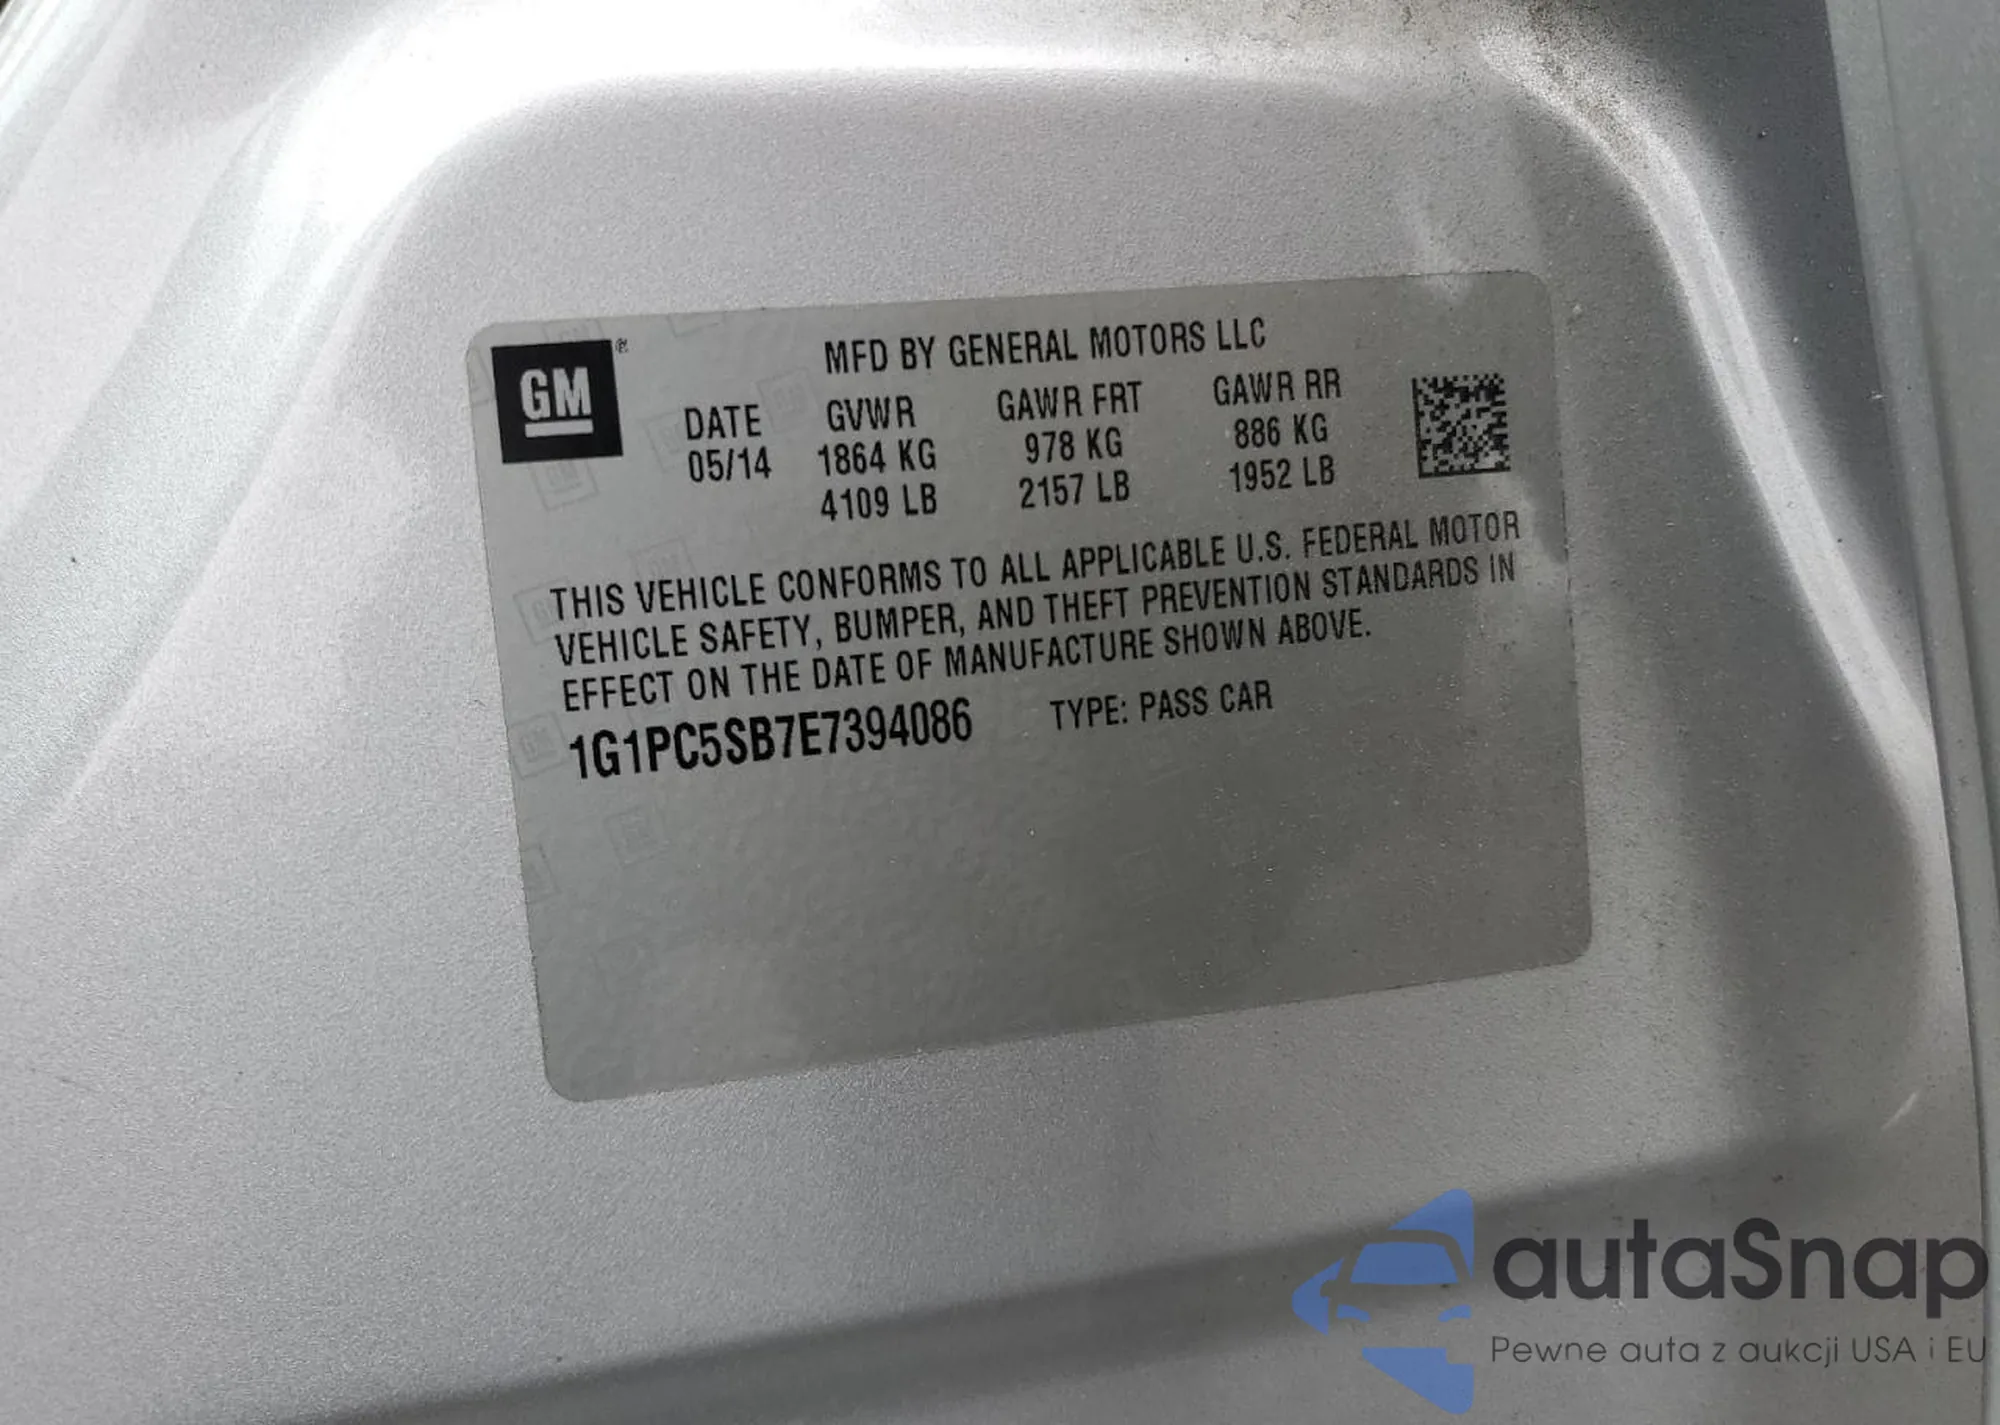 GM®
MFD BY GENERAL MOTORS LLC
DATE GVWR GAWR FRT GAWR RR
05/14 1864 KG 978 KG 886 KG
4109 LB 2157 LB 1952 LB
THIS VEHICLE CONFORMS TO ALL APPLICABLE U.S. FEDERAL MOTOR
VEHICLE SAFETY, BUMPER, AND THEFT PREVENTION STANDARDS IN
EFFECT ON THE DATE OF MANUFACTURE SHOWN ABOVE.
1G1PC5SB7E7394086 TYPE: PASS CAR
autaSnap
Pewne auta z aukcji USA i EU